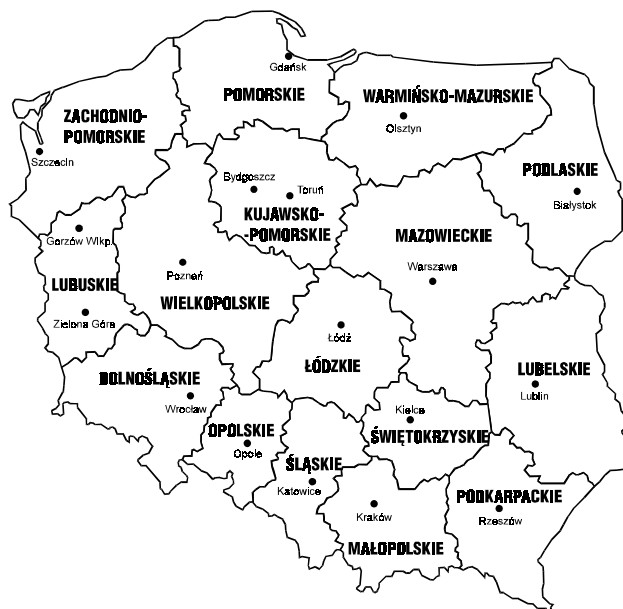 Gdańsk
POMORSKIE
WARMIŃSKO-MAZURSKIE
Olsztyn
ZACHODNIO-
POMORSKIE
Szczecin
PODLASKIE
Białystok
Bydgoszcz
Toruń
KUJAWSKO-
-POMORSKIE
Gorzów Wlkp.
MAZOWIECKIE
Warszawa
Poznań
WIELKOPOLSKIE
LUBUSKIE
Zielona Góra
Łódź
ŁÓDZKIE
LUBELSKIE
Lublin
DOLNOŚLĄSKIE
Wrocław
Kielce
ŚWIĘTOKRZYSKIE
OPOLSKIE
Opole
ŚLĄSKIE
Katowice
PODKARPACKIE
Rzeszów
Kraków
MAŁOPOLSKIE